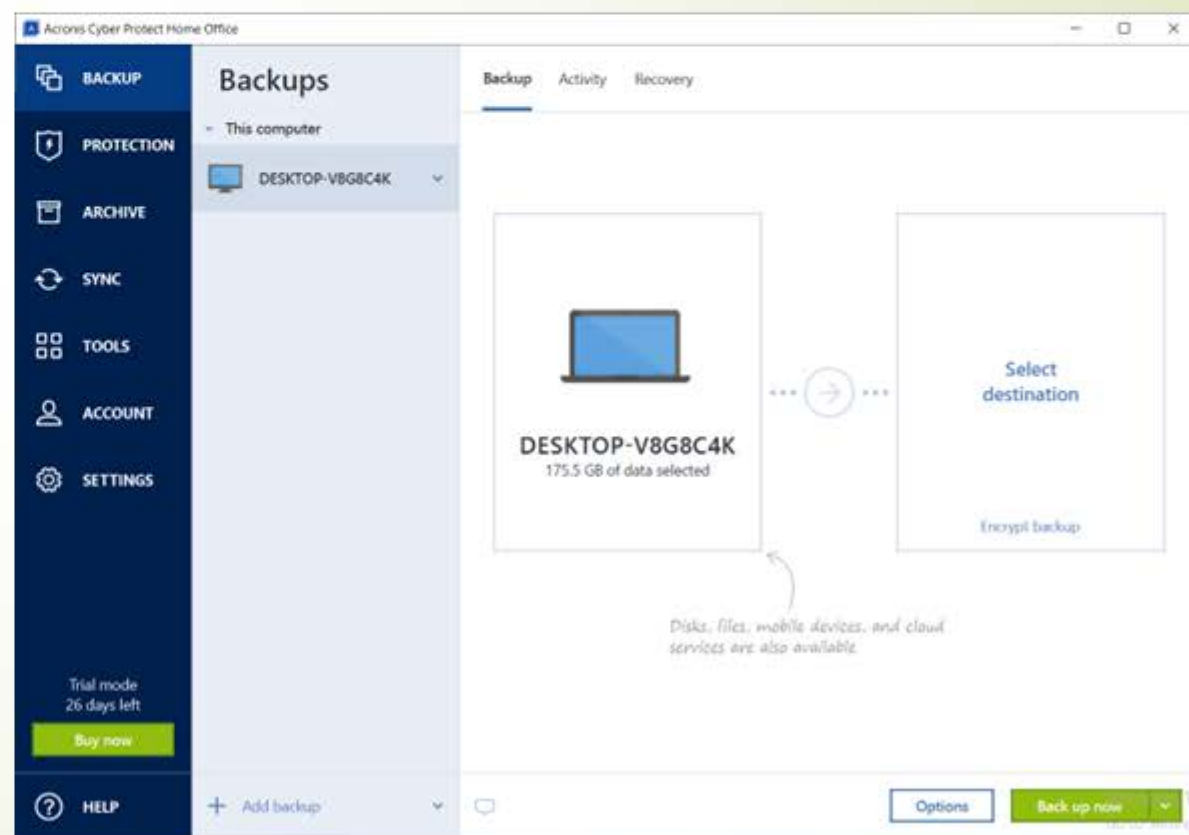 Acronis Cyber Protect Home Office
BACKUP
PROTECTION
ARCHIVE
SYNC
TOOLS
ACCOUNT
SETTINGS
Trial mode
26 days left
Buy now
HELP
Backups
This computer
DESKTOP-V8G8C4K
Add backup
Backup Activity Recovery
DESKTOP-V8G8C4K
175.5 GB of data selected
Select
destination
Encrypt backup
Disks, files, mobile devices, and cloud
services are also available
Options
Back up now